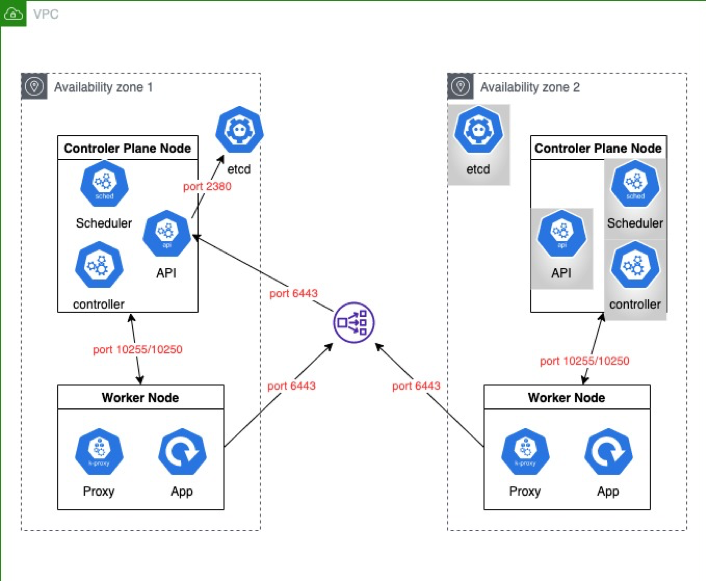 VPC
Availability zone 1
Controler Plane Node
sched
Scheduler
etcd
port 2380
api
API
controller
port 6443
port 10255/10250
Worker Node
port 6443
k-proxy
Proxy
App
Availability zone 2
etcd
Controler Plane Node
sched
Scheduler
api
API
controller
port 10255/10250
port 6443
Worker Node
k-proxy
Proxy
App